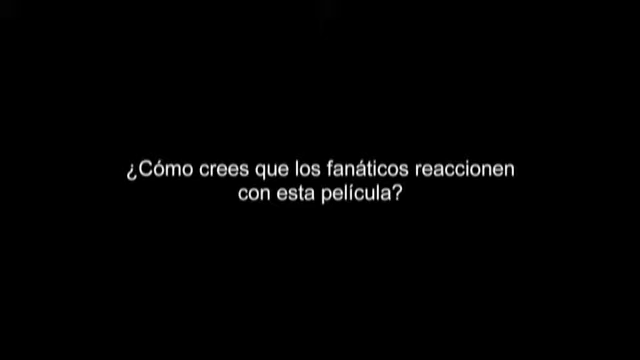 ¿Cómo crees que los fanáticos reaccionen
con esta película?